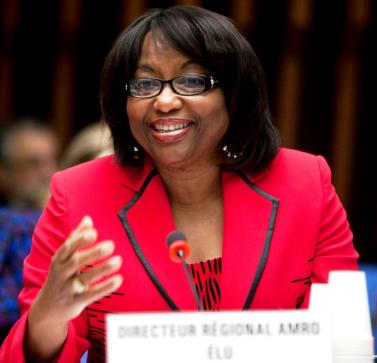 DIRECTEUR RÉGIONAL AMRO
ÉLU